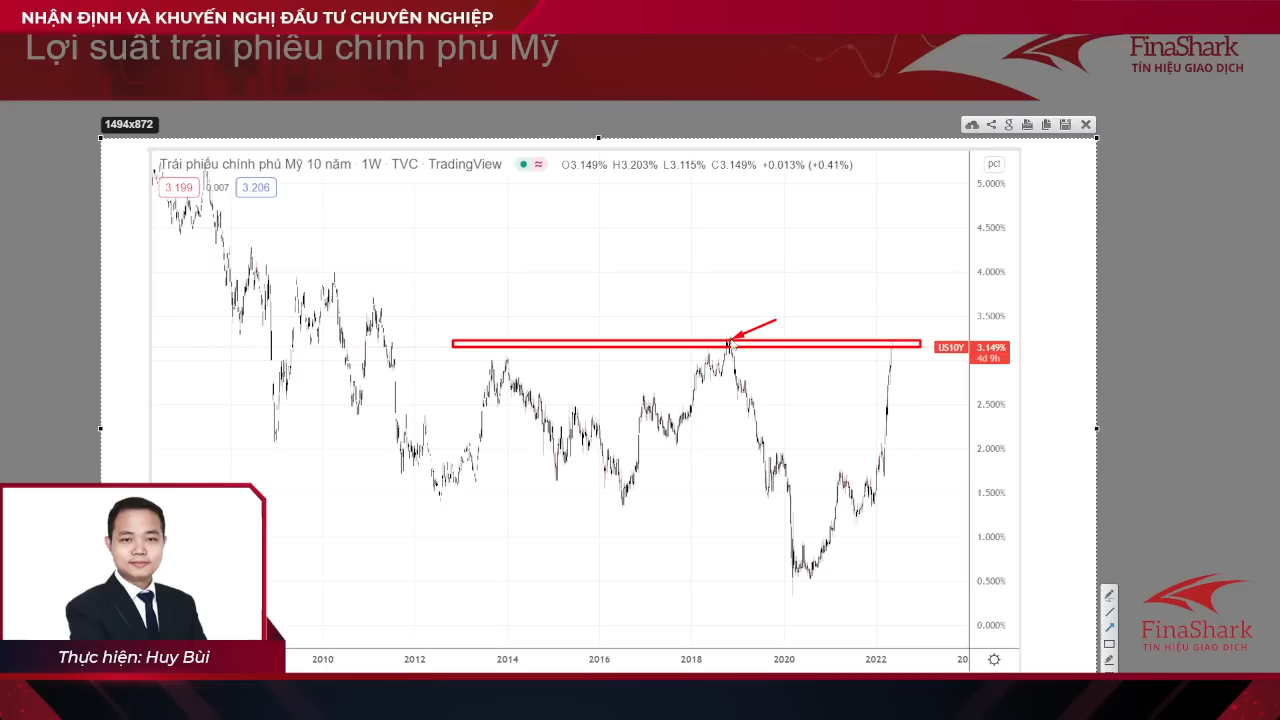 NHẬN ĐỊNH VÀ KHUYẾN NGHỊ ĐẦU TƯ CHUYÊN NGHIỆP
Lợi suất trái phiếu chính phủ Mỹ
FinaShark
TÍN HIỆU GIAO DỊCH
1494x872
Trái phiếu chính phủ Mỹ 10 năm · 1W · TVC · TradingView
O3.149% H3.203% L3.115% C3.149% +0.013% (+0.41%)
pct
3.199 0.007 3.206
5.000%
4.500%
4.000%
3.500%
US10Y 3.149%
4d 9h
2.500%
2.000%
1.500%
1.000%
0.500%
0.000%
2010 2012 2014 2016 2018 2020 2022 20
FinaShark
TÍN HIỆU GIAO DỊCH
Thực hiện: Huy Bùi